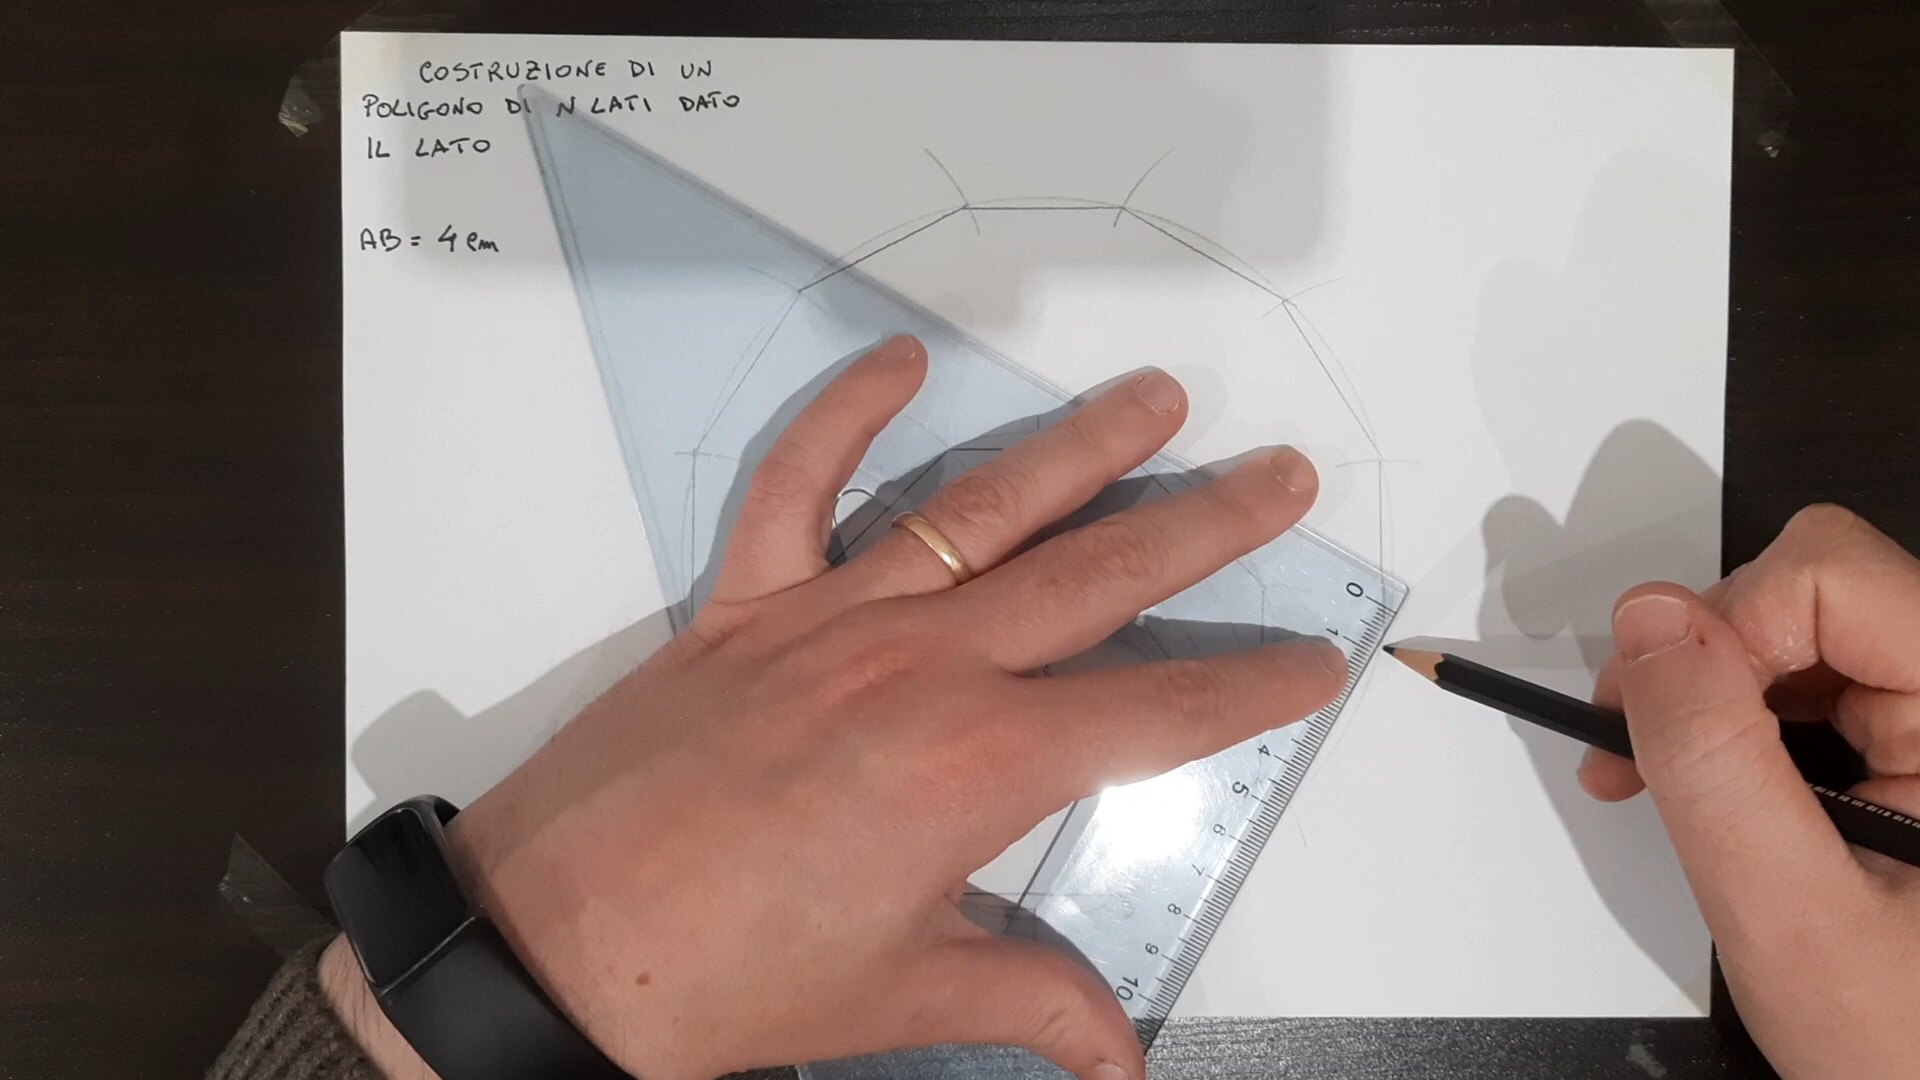 COSTRUZIONE DI UN
POLIGONO DI N LATI DATO
IL LATO
AB = 4 cm
0
1
4
5
6
7
8
9
10